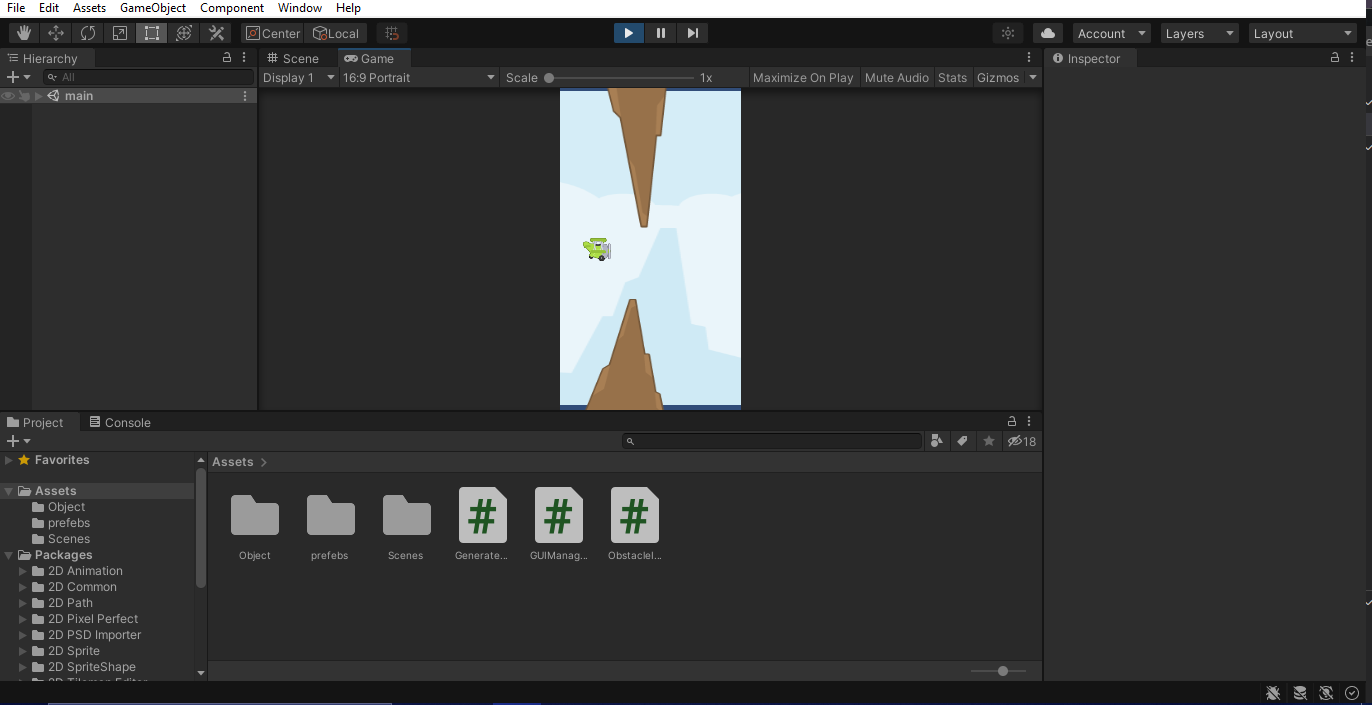 File Edit Assets GameObject Component Window Help
Center Local Account Layers Layout
Hierarchy
All
main
Scene Game
Display 1 16:9 Portrait Scale 1x Maximize On Play Mute Audio Stats Gizmos
Inspector
Project Console
18
Favorites
Assets
Object
prefebs
Scenes
Packages
2D Animation
2D Common
2D Path
2D Pixel Perfect
2D PSD Importer
2D Sprite
2D SpriteShape
Assets
Object prefebs Scenes Generate... GUIManag... ObstacleI...